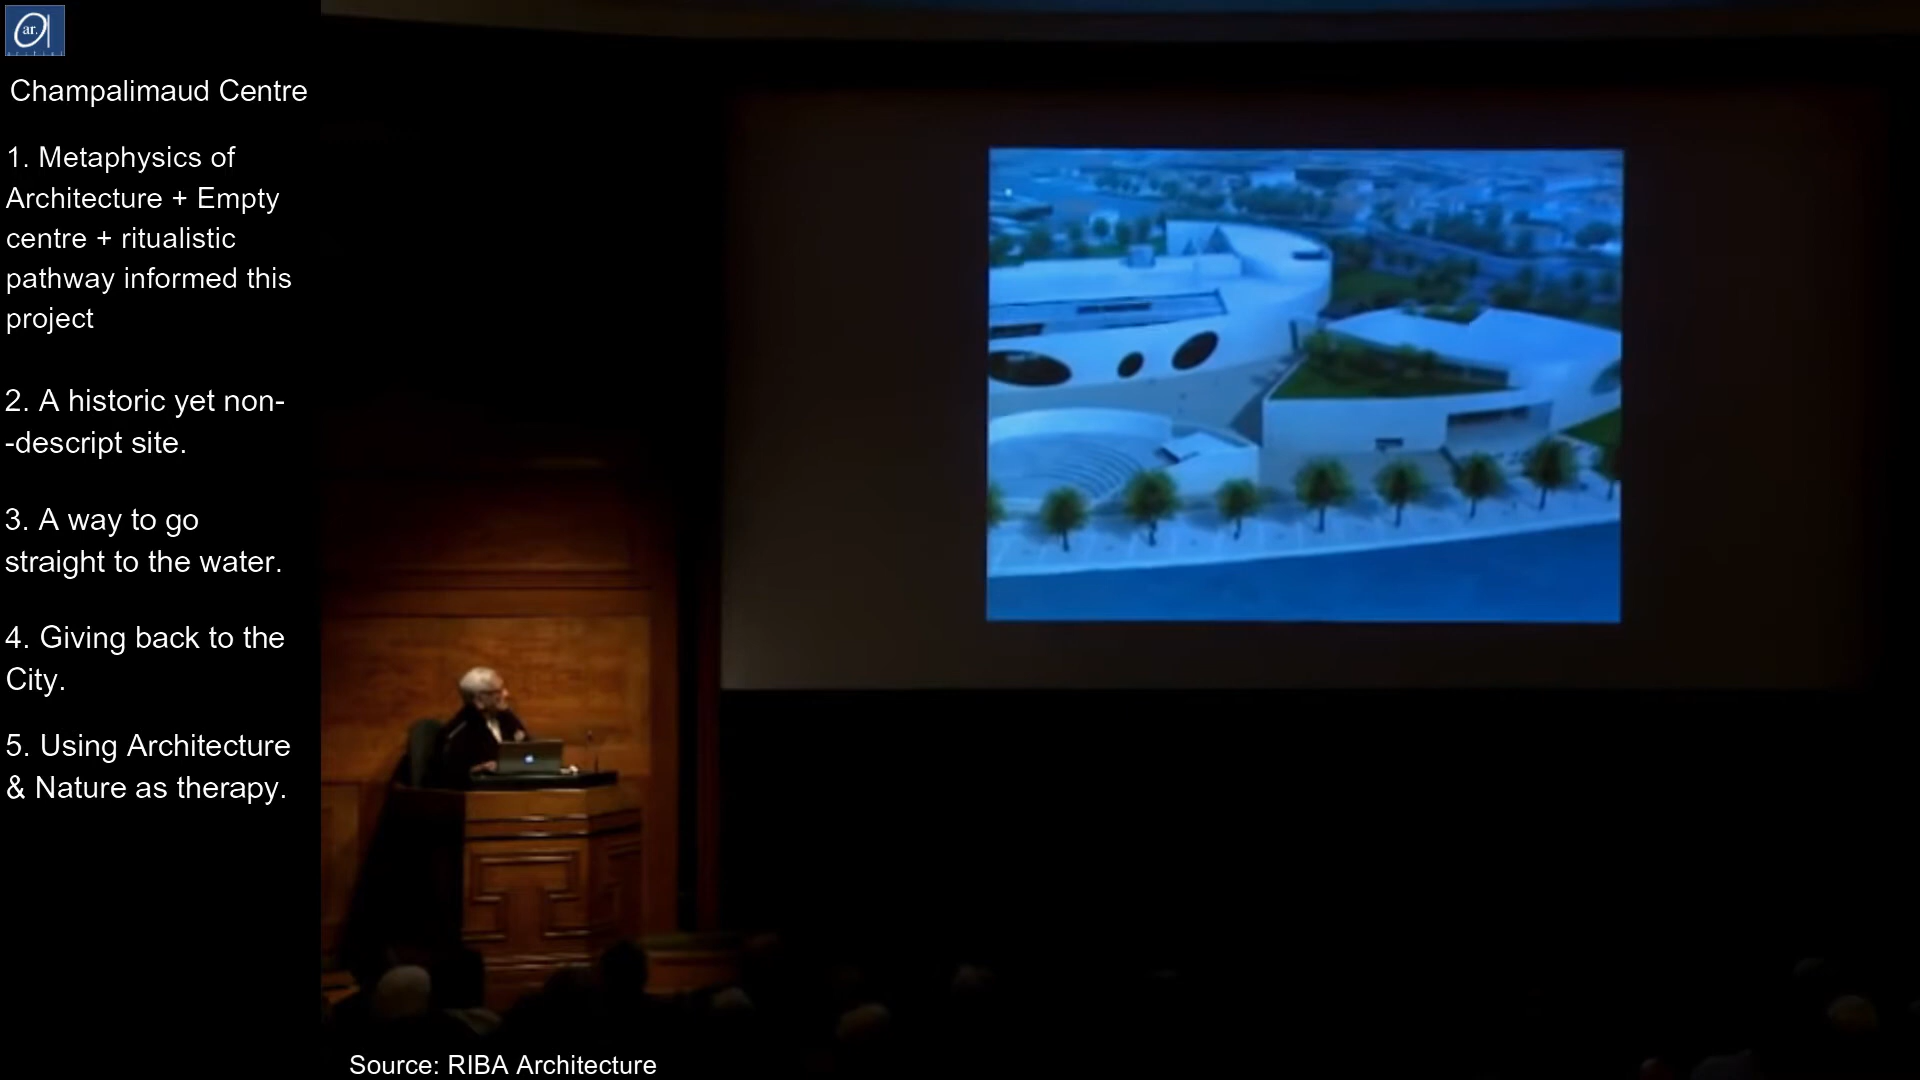 ar.
Champalimaud Centre
1. Metaphysics of
Architecture + Empty
centre + ritualistic
pathway informed this
project
2. A historic yet non-
-descript site.
3. A way to go
straight to the water.
4. Giving back to the
City.
5. Using Architecture
& Nature as therapy.
Source: RIBA Architecture